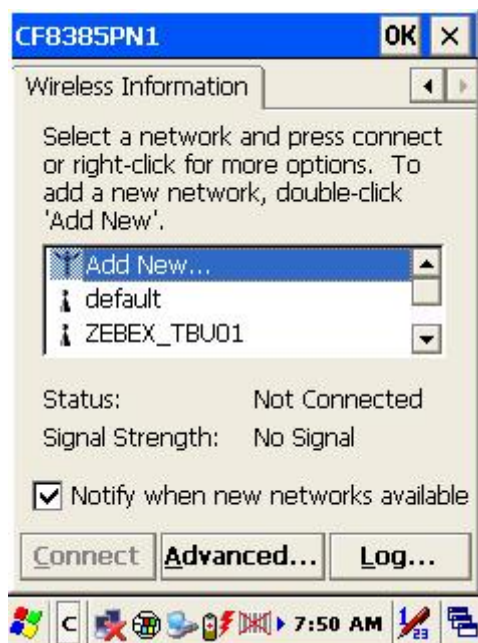 CF8385PN1 OK ×
Wireless Information
Select a network and press connect
or right-click for more options. To
add a new network, double-click
'Add New'.
Add New...
default
ZEBEX_TBU01
Status: Not Connected
Signal Strength: No Signal
Notify when new networks available
Connect Advanced... Log...
C 7:50 AM 1/23